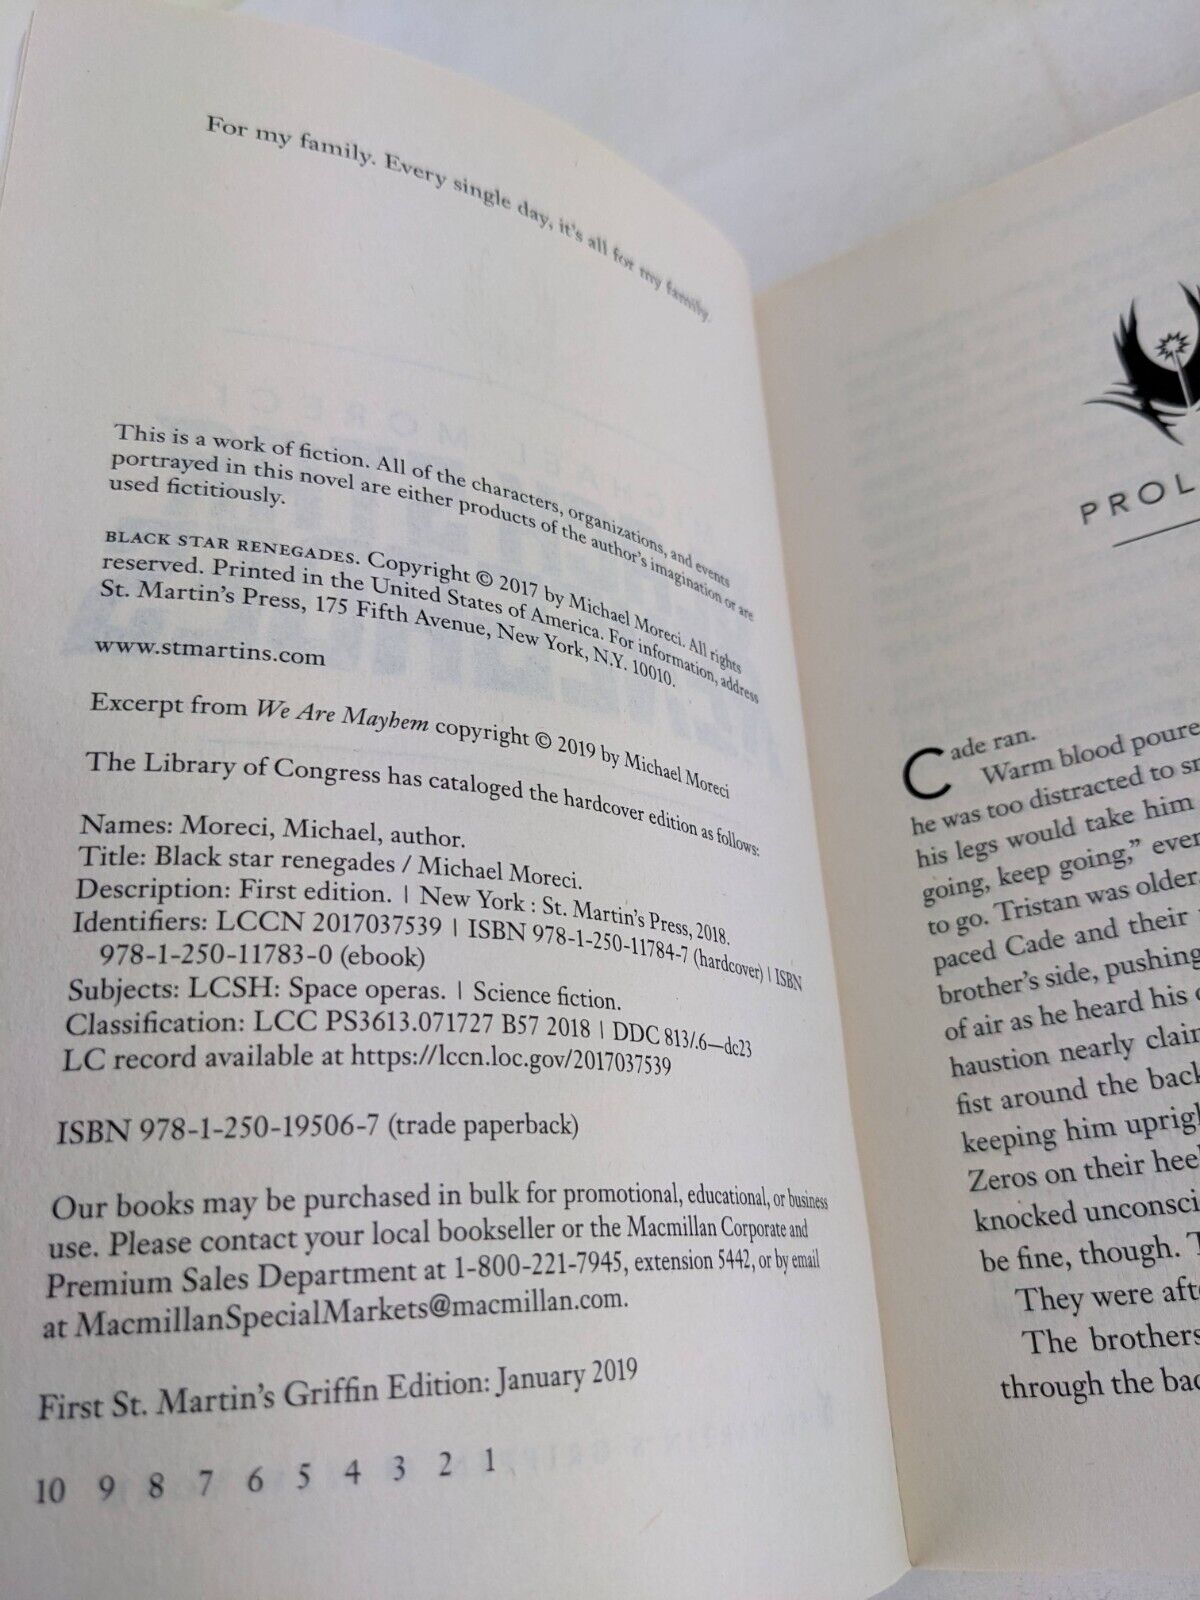 For my family. Every single day, it's all for my family.
This is a work of fiction. All of the characters, organizations, and events
portrayed in this novel are either products of the author's imagination or are
used fictitiously.
BLACK STAR RENEGADES. Copyright © 2017 by Michael Moreci. All rights
reserved. Printed in the United States of America. For information, address
St. Martin's Press, 175 Fifth Avenue, New York, N.Y. 10010.
www.stmartins.com
Excerpt from We Are Mayhem copyright © 2019 by Michael Moreci
The Library of Congress has cataloged the hardcover edition as follows:
Names: Moreci, Michael, author.
Title: Black star renegades / Michael Moreci.
Description: First edition. | New York : St. Martin's Press, 2018.
Identifiers: LCCN 2017037539 | ISBN 978-1-250-11784-7 (hardcover) | ISBN
978-1-250-11783-0 (ebook)
Subjects: LCSH: Space operas. | Science fiction.
Classification: LCC PS3613.O71727 B57 2018 | DDC 813/.6—dc23
LC record available at https://lccn.loc.gov/2017037539
ISBN 978-1-250-19506-7 (trade paperback)
Our books may be purchased in bulk for promotional, educational, or business
use. Please contact your local bookseller or the Macmillan Corporate and
Premium Sales Department at 1-800-221-7945, extension 5442, or by email
at MacmillanSpecialMarkets@macmillan.com.
First St. Martin's Griffin Edition: January 2019
10 9 8 7 6 5 4 3 2 1
PROL
Cade ran.
Warm blood poure
he was too distracted to sn
his legs would take him
going, keep going," ever
to go. Tristan was older,
paced Cade and their
brother's side, pushing
of air as he heard his
haustion nearly clai
fist around the back
keeping him uprigh
Zeros on their heel
knocked unconsci
be fine, though. T
They were afte
The brothers
through the bac